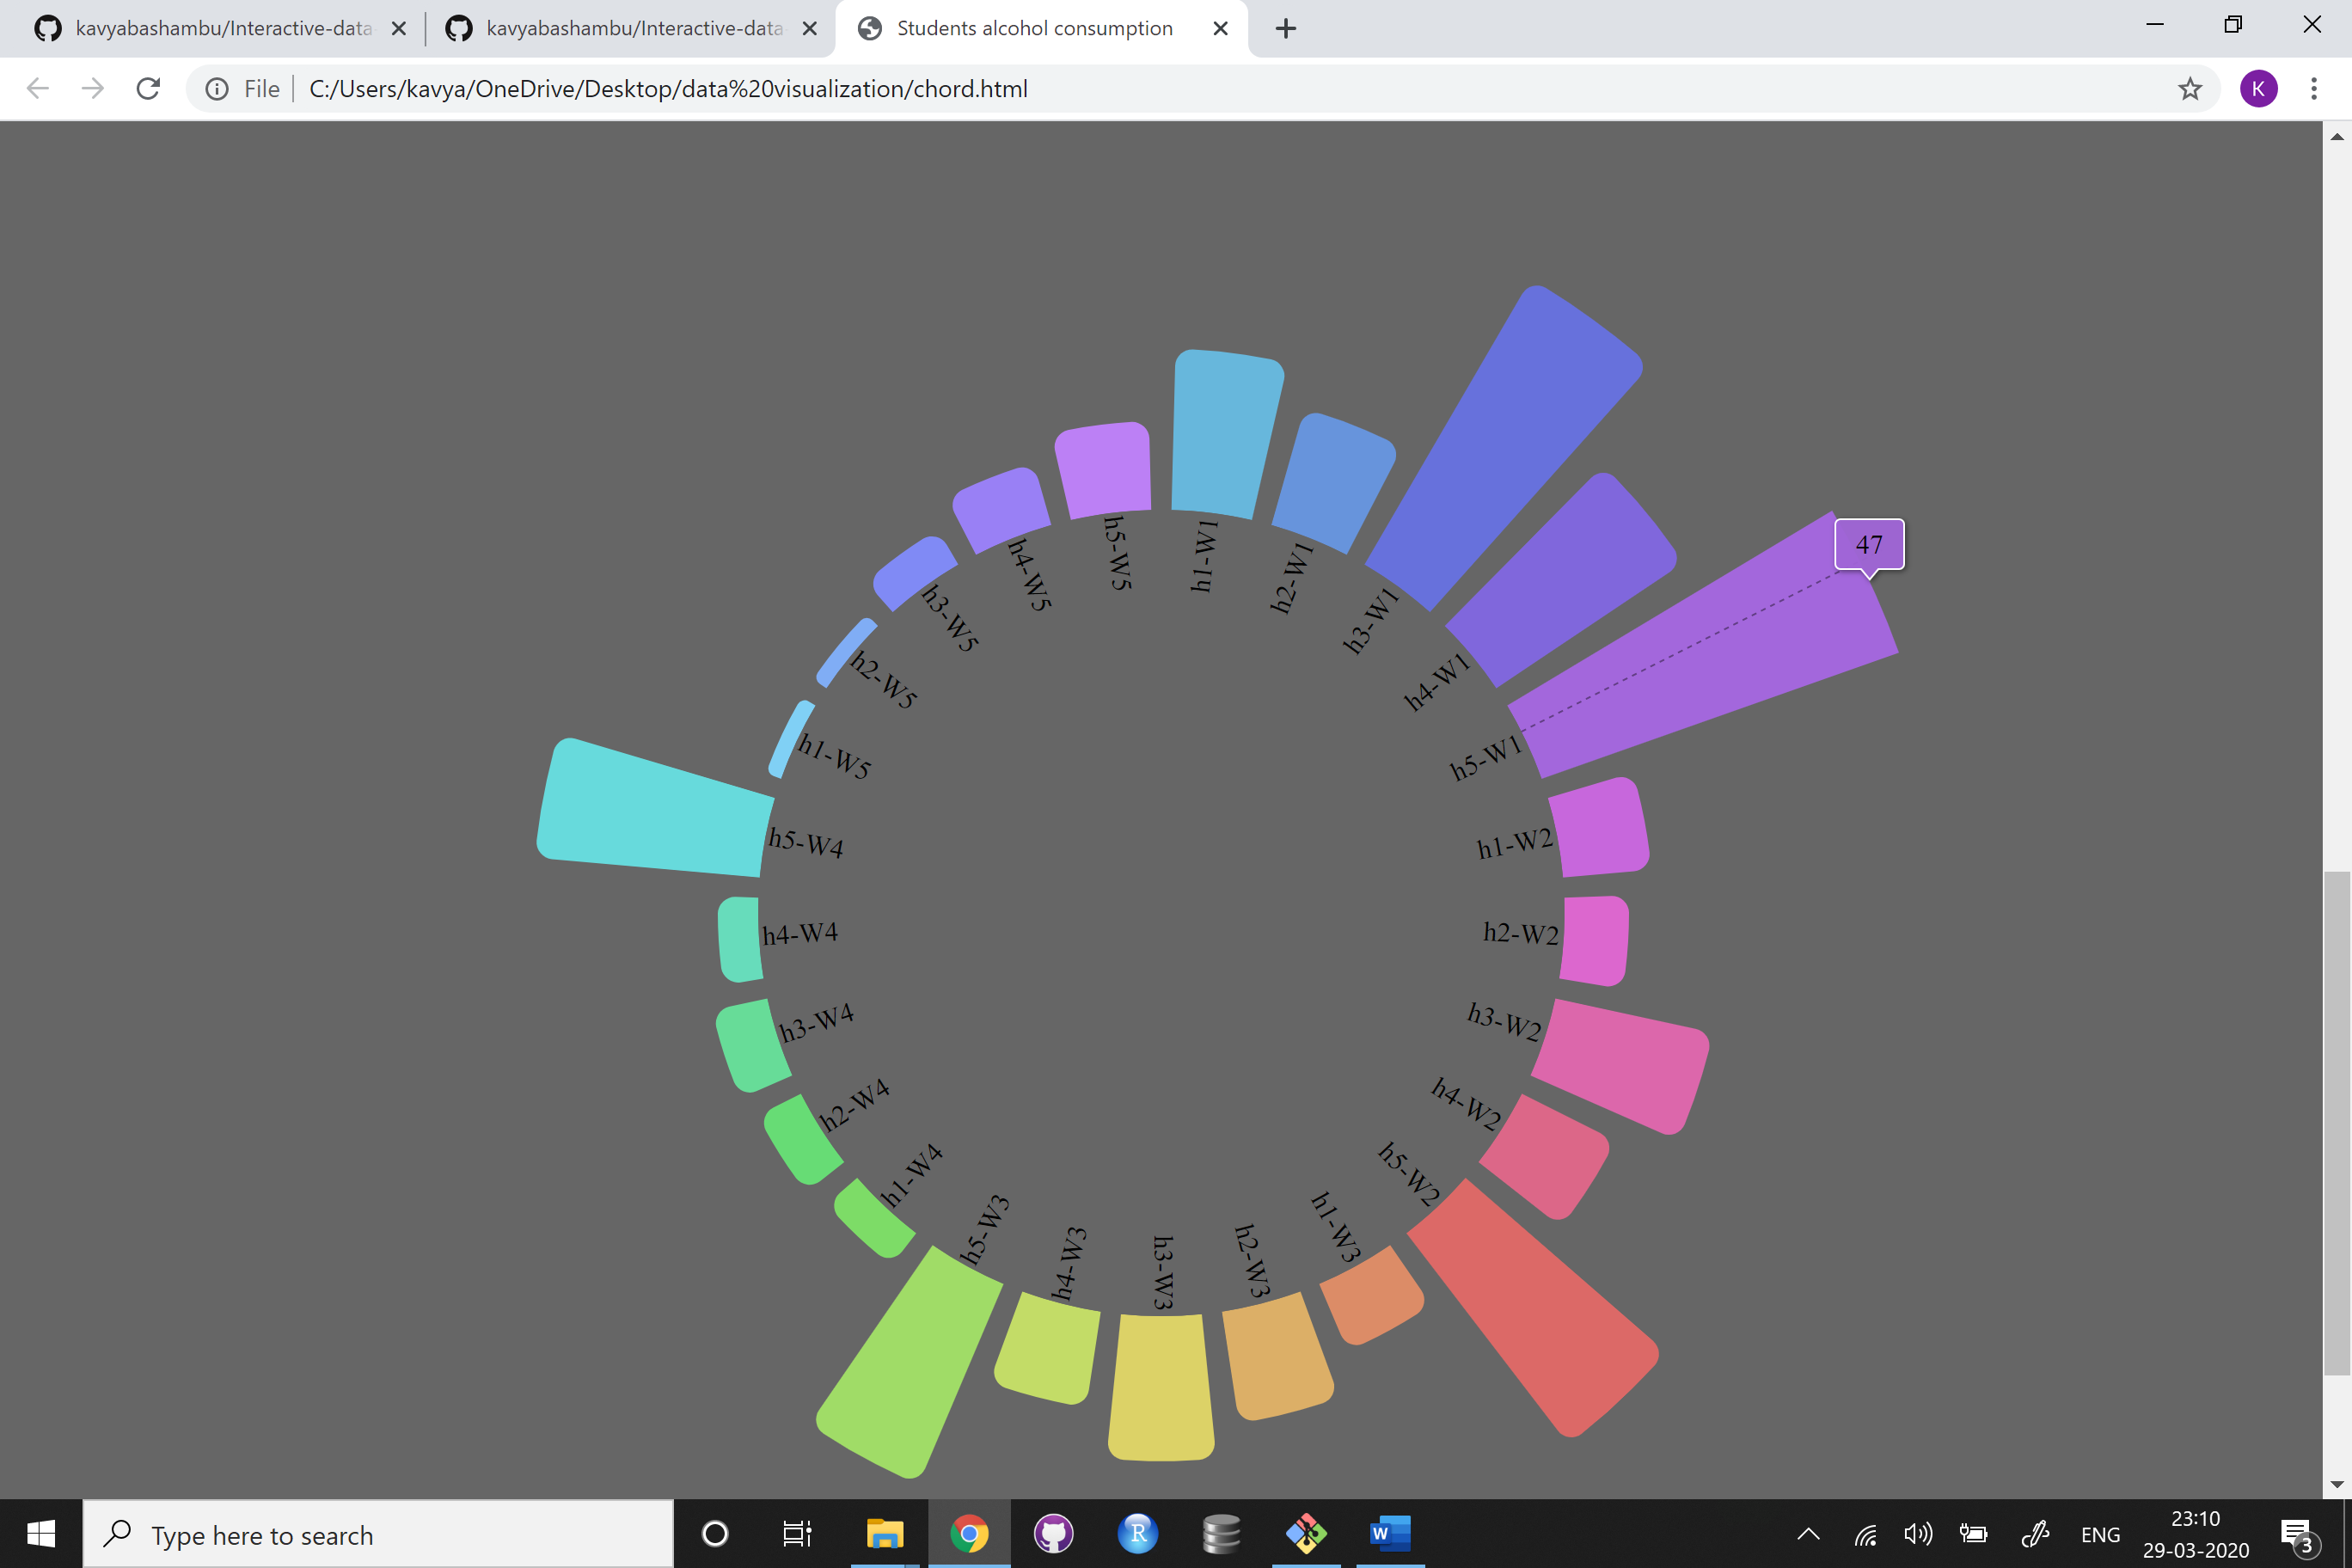 kavyabashambu/Interactive-data
kavyabashambu/Interactive-data
Students alcohol consumption
File
C:/Users/kavya/OneDrive/Desktop/data%20visualization/chord.html
K
h1-W1
h2-W1
h3-W1
h4-W1
47
h5-W1
h1-W2
h2-W2
h3-W2
h4-W2
h5-W2
h1-W3
h2-W3
h3-W3
h4-W3
h5-W3
h1-W4
h2-W4
h3-W4
h4-W4
h5-W4
h1-W5
h2-W5
h3-W5
h4-W5
h5-W5
Type here to search
R
W
ENG
23:10
29-03-2020
3